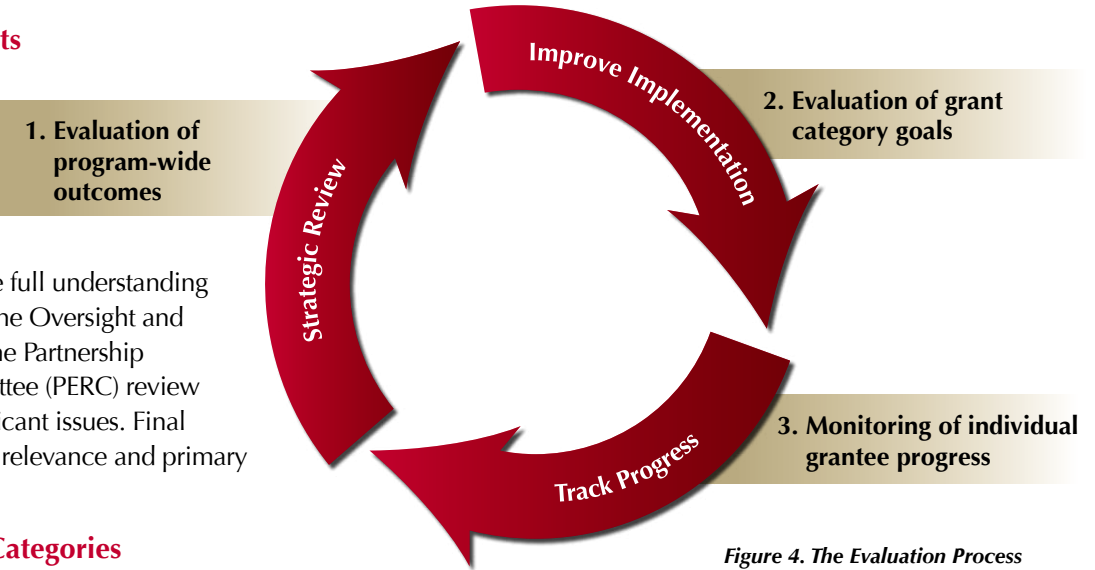 ts
1. Evaluation of
program-wide
outcomes
full understanding
he Oversight and
he Partnership
ttee (PERC) review
icant issues. Final
relevance and primary
Categories
Improve Implementation
2. Evaluation of grant
category goals
Strategic Review
3. Monitoring of individual
grantee progress
Track Progress
Figure 4. The Evaluation Process